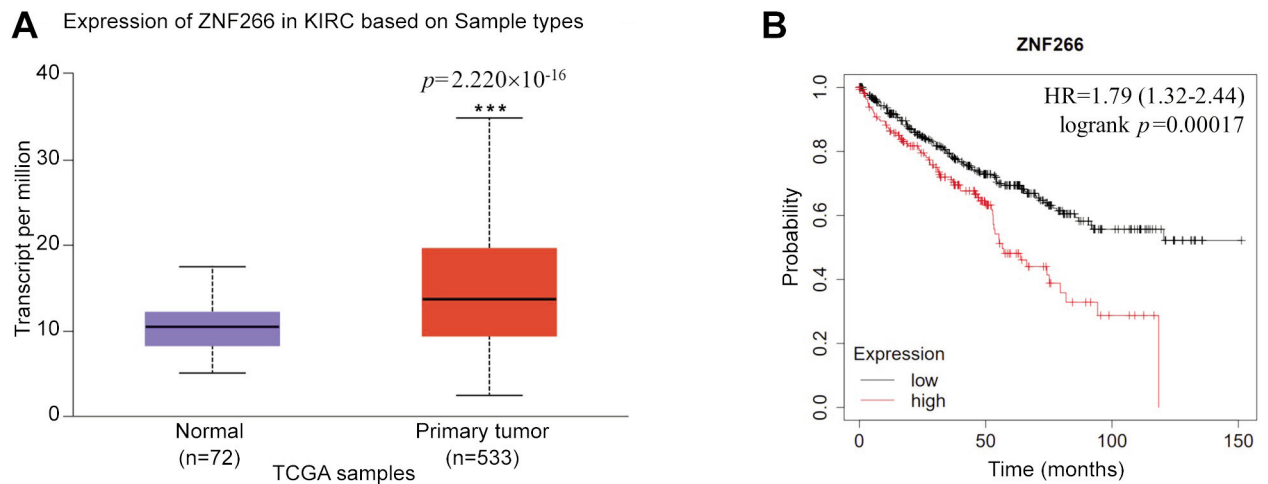 A
Expression of ZNF266 in KIRC based on Sample types
Transcript per million
40
30
20
10
0
p=2.220×10-16
***
Normal
(n=72)
Primary tumor
(n=533)
TCGA samples
B
ZNF266
Probability
1.0
0.8
0.6
0.4
0.2
0.0
HR=1.79 (1.32-2.44)
logrank p=0.00017
Expression
low
high
0 50 100 150
Time (months)